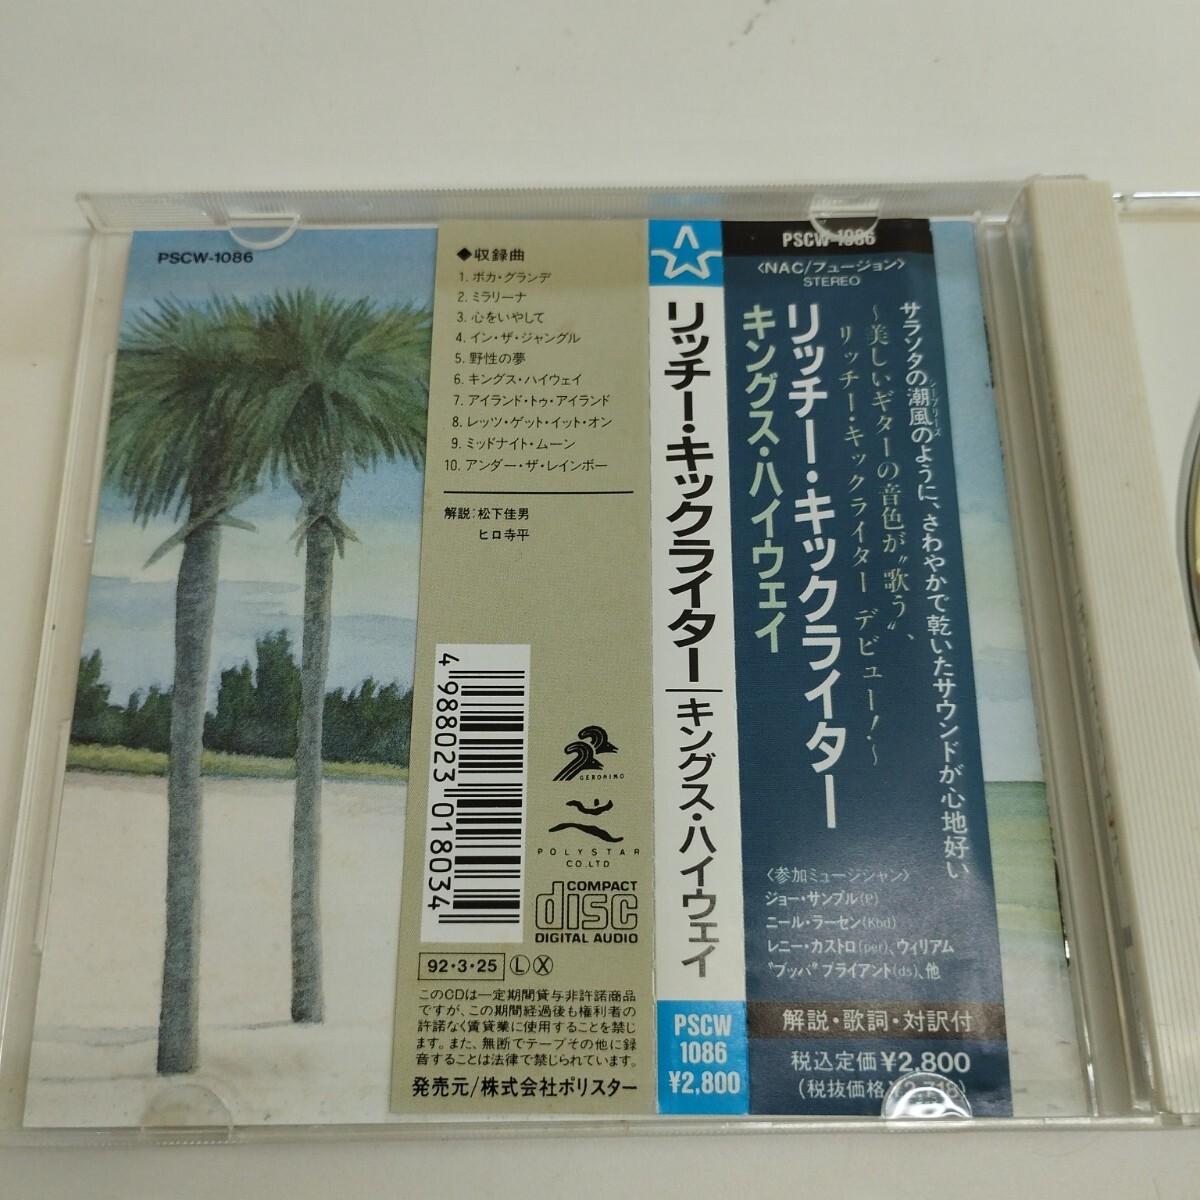 PSCW-1086
◆収録曲
1. ボカ・グランデ
2. ミラリーナ
3. 心をいやして
4. イン・ザ・ジャングル
5. 野性の夢
6. キングス・ハイウェイ
7. アイランド・トゥ・アイランド
8. レッツ・ゲット・イット・オン
9. ミッドナイト・ムーン
10. アンダー・ザ・レインボー
解説:松下佳男
ヒロ寺平
4 988023 018034
GERONIMO
POLYSTAR
CO.LTD
COMPACT
disc
DIGITAL AUDIO
92・3・25 Ⓛ Ⓧ
このCDは一定期間貸与非許諾商品
ですが、この期間経過後も権利者の
許諾なく賃貸業に使用することを禁じ
ます。また、無断でテープその他に録
音することは法律で禁じられています。
発売元/株式会社ポリスター
リッチー・キックライター/キングス・ハイウェイ
PSCW
1086
¥2,800
PSCW-1086
〈NAC/フュージョン〉
STEREO
サラソタの潮風のように、さわやかで乾いたサウンドが心地好い
シーブリーズ
〜美しいギターの音色が“歌う”、
リッチー・キックライター デビュー!〜
リッチー・キックライター
キングス・ハイウェイ
〈参加ミュージシャン〉
ジョー・サンプル(P)
ニール・ラーセン(Kbd)
レニー・カストロ(per)、ウィリアム
“ブッバ”ブライアント(ds)、他
解説・歌詞・対訳付
税込定価¥2,800
(税抜価格¥2,718)